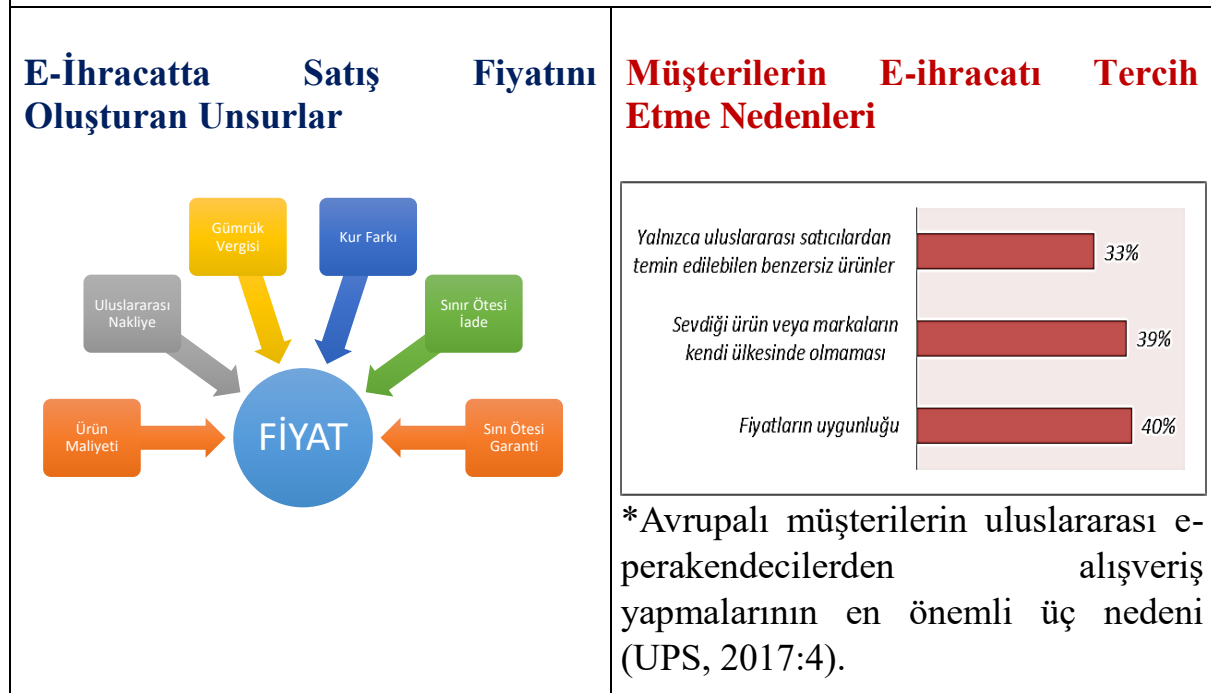 E-İhracatta Satış Fiyatını
Oluşturan Unsurlar
Gümrük
Vergisi
Kur Farkı
Uluslararası
Nakliye
Sınır Ötesi
İade
Ürün
Maliyeti
FİYAT
Sını Ötesi
Garanti
Müşterilerin E-ihracatı Tercih
Etme Nedenleri
Yalnızca uluslararası satıcılardan
temin edilebilen benzersiz ürünler
33%
Sevdiği ürün veya markaların
kendi ülkesinde olmaması
39%
Fiyatların uygunluğu
40%
*Avrupalı müşterilerin uluslararası e-
perakendecilerden alışveriş
yapmalarının en önemli üç nedeni
(UPS, 2017:4).